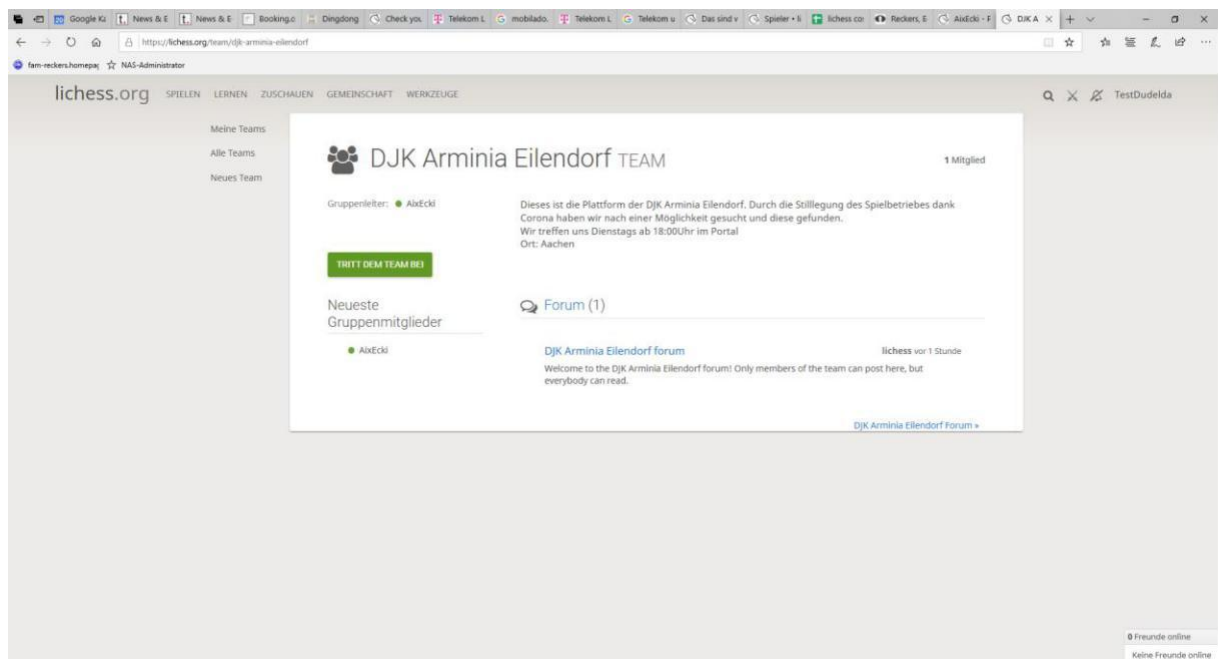 Google Ka
News & E
News & E
Booking.c
Dingdong
Check you
Telekom L
mobilado.
Telekom L
Telekom u
Das sind v
Spieler • li
lichess cor
Reckers, E
AixEcki - F
DJK A
https://lichess.org/team/djk-arminia-eilendorf
fam-reckers.homepag
NAS-Administrator
lichess.org SPIELEN LERNEN ZUSCHAUEN GEMEINSCHAFT WERKZEUGE TestDudelda
Meine Teams
Alle Teams
Neues Team
DJK Arminia Eilendorf TEAM
1 Mitglied
Gruppenleiter: AixEcki
Dieses ist die Plattform der DJK Arminia Eilendorf. Durch die Stilllegung des Spielbetriebes dank
Corona haben wir nach einer Möglichkeit gesucht und diese gefunden.
Wir treffen uns Dienstags ab 18:00Uhr im Portal
Ort: Aachen
TRITT DEM TEAM BEI
Neueste
Gruppenmitglieder
AixEcki
Forum (1)
DJK Arminia Eilendorf forum
lichess vor 1 Stunde
Welcome to the DJK Arminia Eilendorf forum! Only members of the team can post here, but
everybody can read.
DJK Arminia Eilendorf Forum »
0 Freunde online
Keine Freunde online